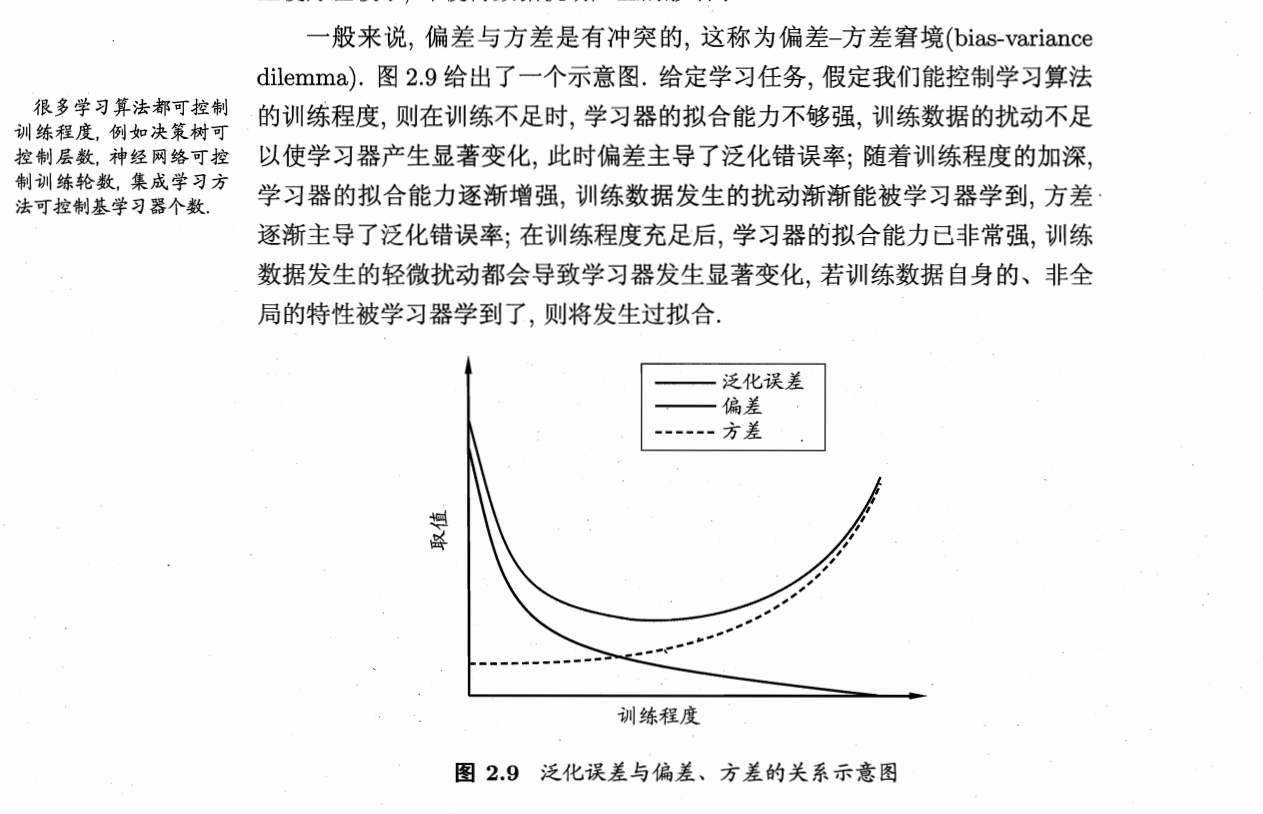 一般来说, 偏差与方差是有冲突的, 这称为偏差–方差窘境(bias-variance
dilemma). 图 2.9 给出了一个示意图. 给定学习任务, 假定我们能控制学习算法
的训练程度, 则在训练不足时, 学习器的拟合能力不够强, 训练数据的扰动不足
以使学习器产生显著变化, 此时偏差主导了泛化错误率; 随着训练程度的加深,
学习器的拟合能力逐渐增强, 训练数据发生的扰动渐渐能被学习器学到, 方差
逐渐主导了泛化错误率; 在训练程度充足后, 学习器的拟合能力已非常强, 训练
数据发生的轻微扰动都会导致学习器发生显著变化, 若训练数据自身的、非全
局的特性被学习器学到了, 则将发生过拟合.
很多学习算法都可控制
训练程度, 例如决策树可
控制层数, 神经网络可控
制训练轮数, 集成学习方
法可控制基学习器个数.
泛化误差
偏差
方差
取值
训练程度
图 2.9 泛化误差与偏差、方差的关系示意图